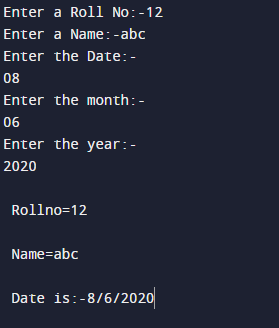 Enter a Roll No:-12
Enter a Name:-abc
Enter the Date:-
08
Enter the month:-
06
Enter the year:-
2020
Rollno=12
Name=abc
Date is:-8/6/2020